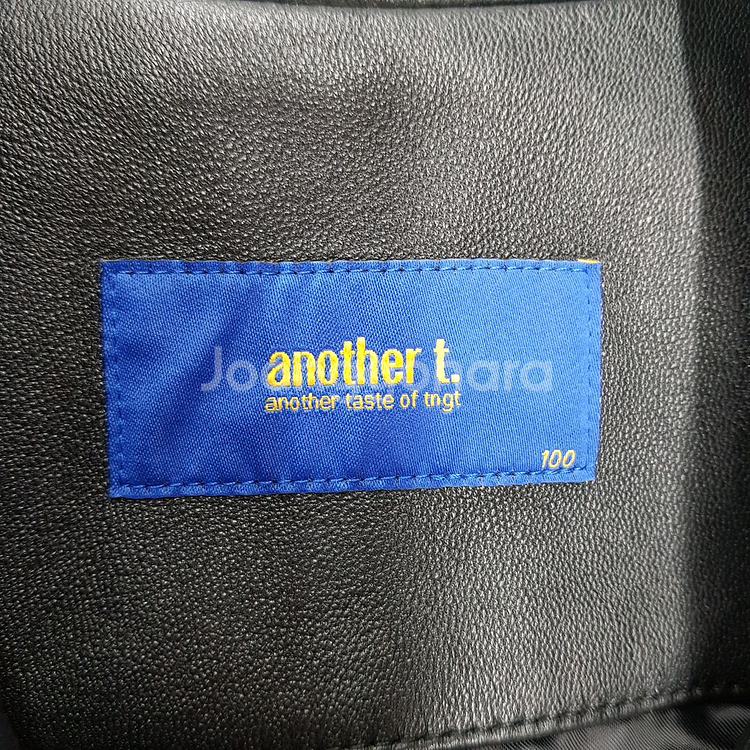 another t.
another taste of tngt
100